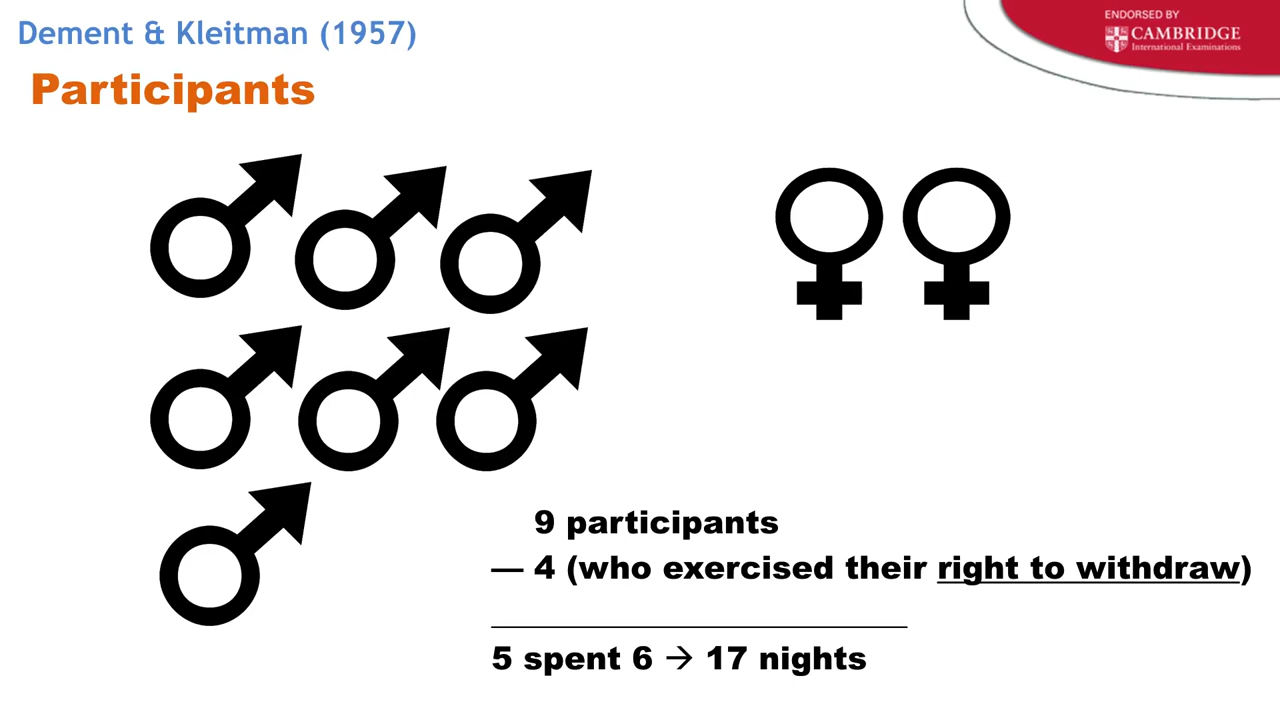 Dement & Kleitman (1957)
ENDORSED BY
CAMBRIDGE
International Examinations
Participants
9 participants
— 4 (who exercised their right to withdraw)
5 spent 6 → 17 nights